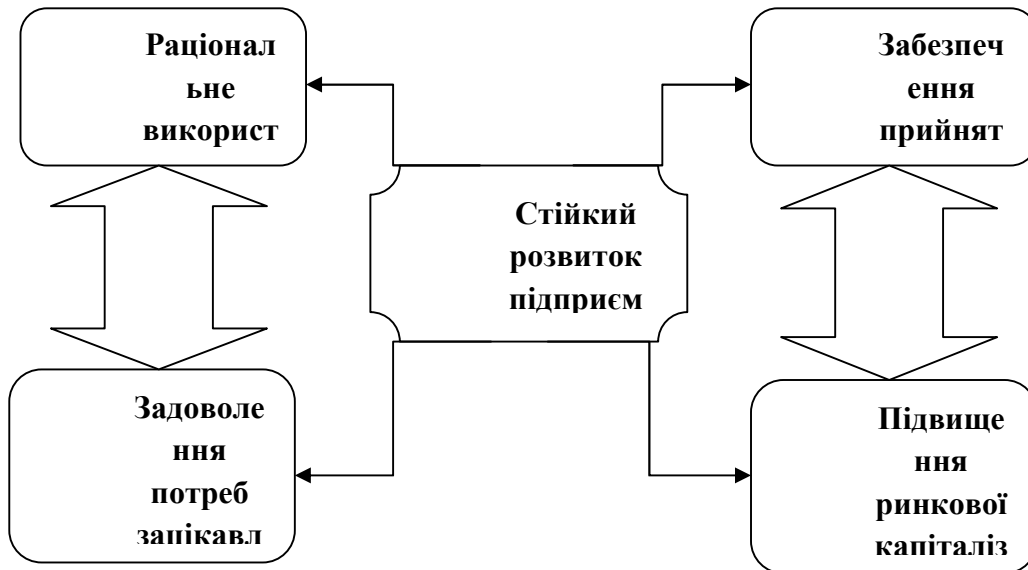 Раціонал
ьне
використ
Забезпеч
ення
прийнят
Стійкий
розвиток
підприєм
Задоволе
ння
потреб
зацікавл
Підвище
ння
ринкової
капіталіз